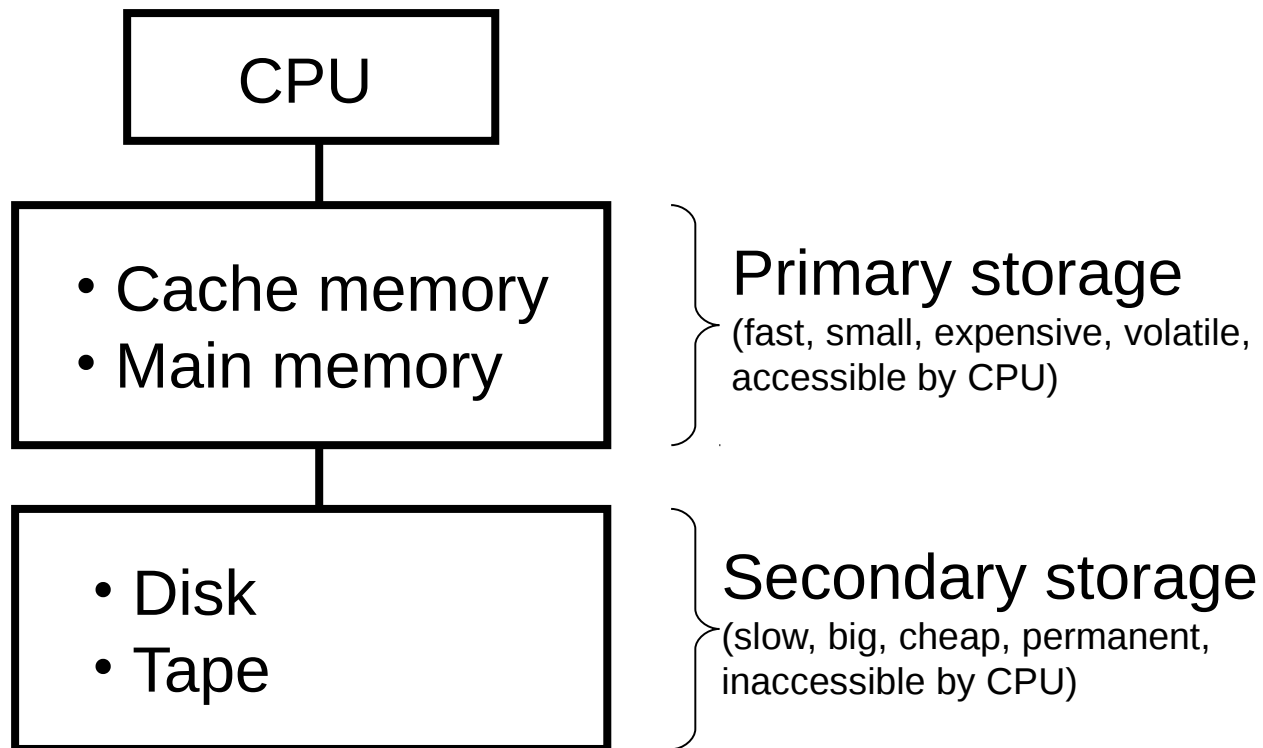 CPU
• Cache memory
• Main memory
Primary storage
(fast, small, expensive, volatile,
accessible by CPU)
• Disk
• Tape
Secondary storage
(slow, big, cheap, permanent,
inaccessible by CPU)